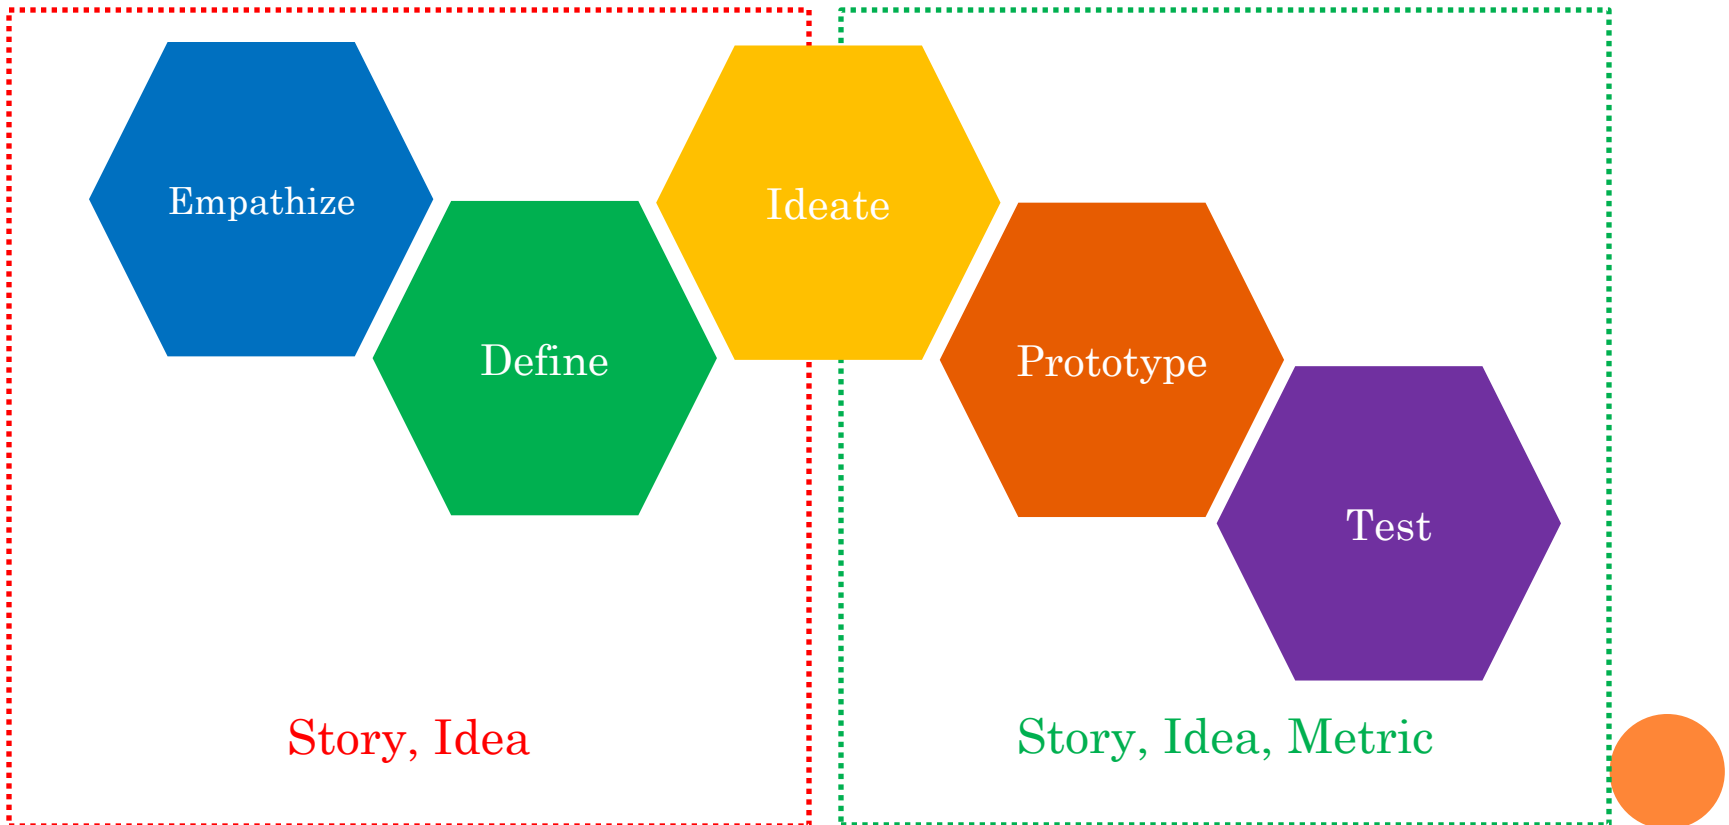 Empathize
Define
Ideate
Prototype
Test
Story, Idea
Story, Idea, Metric